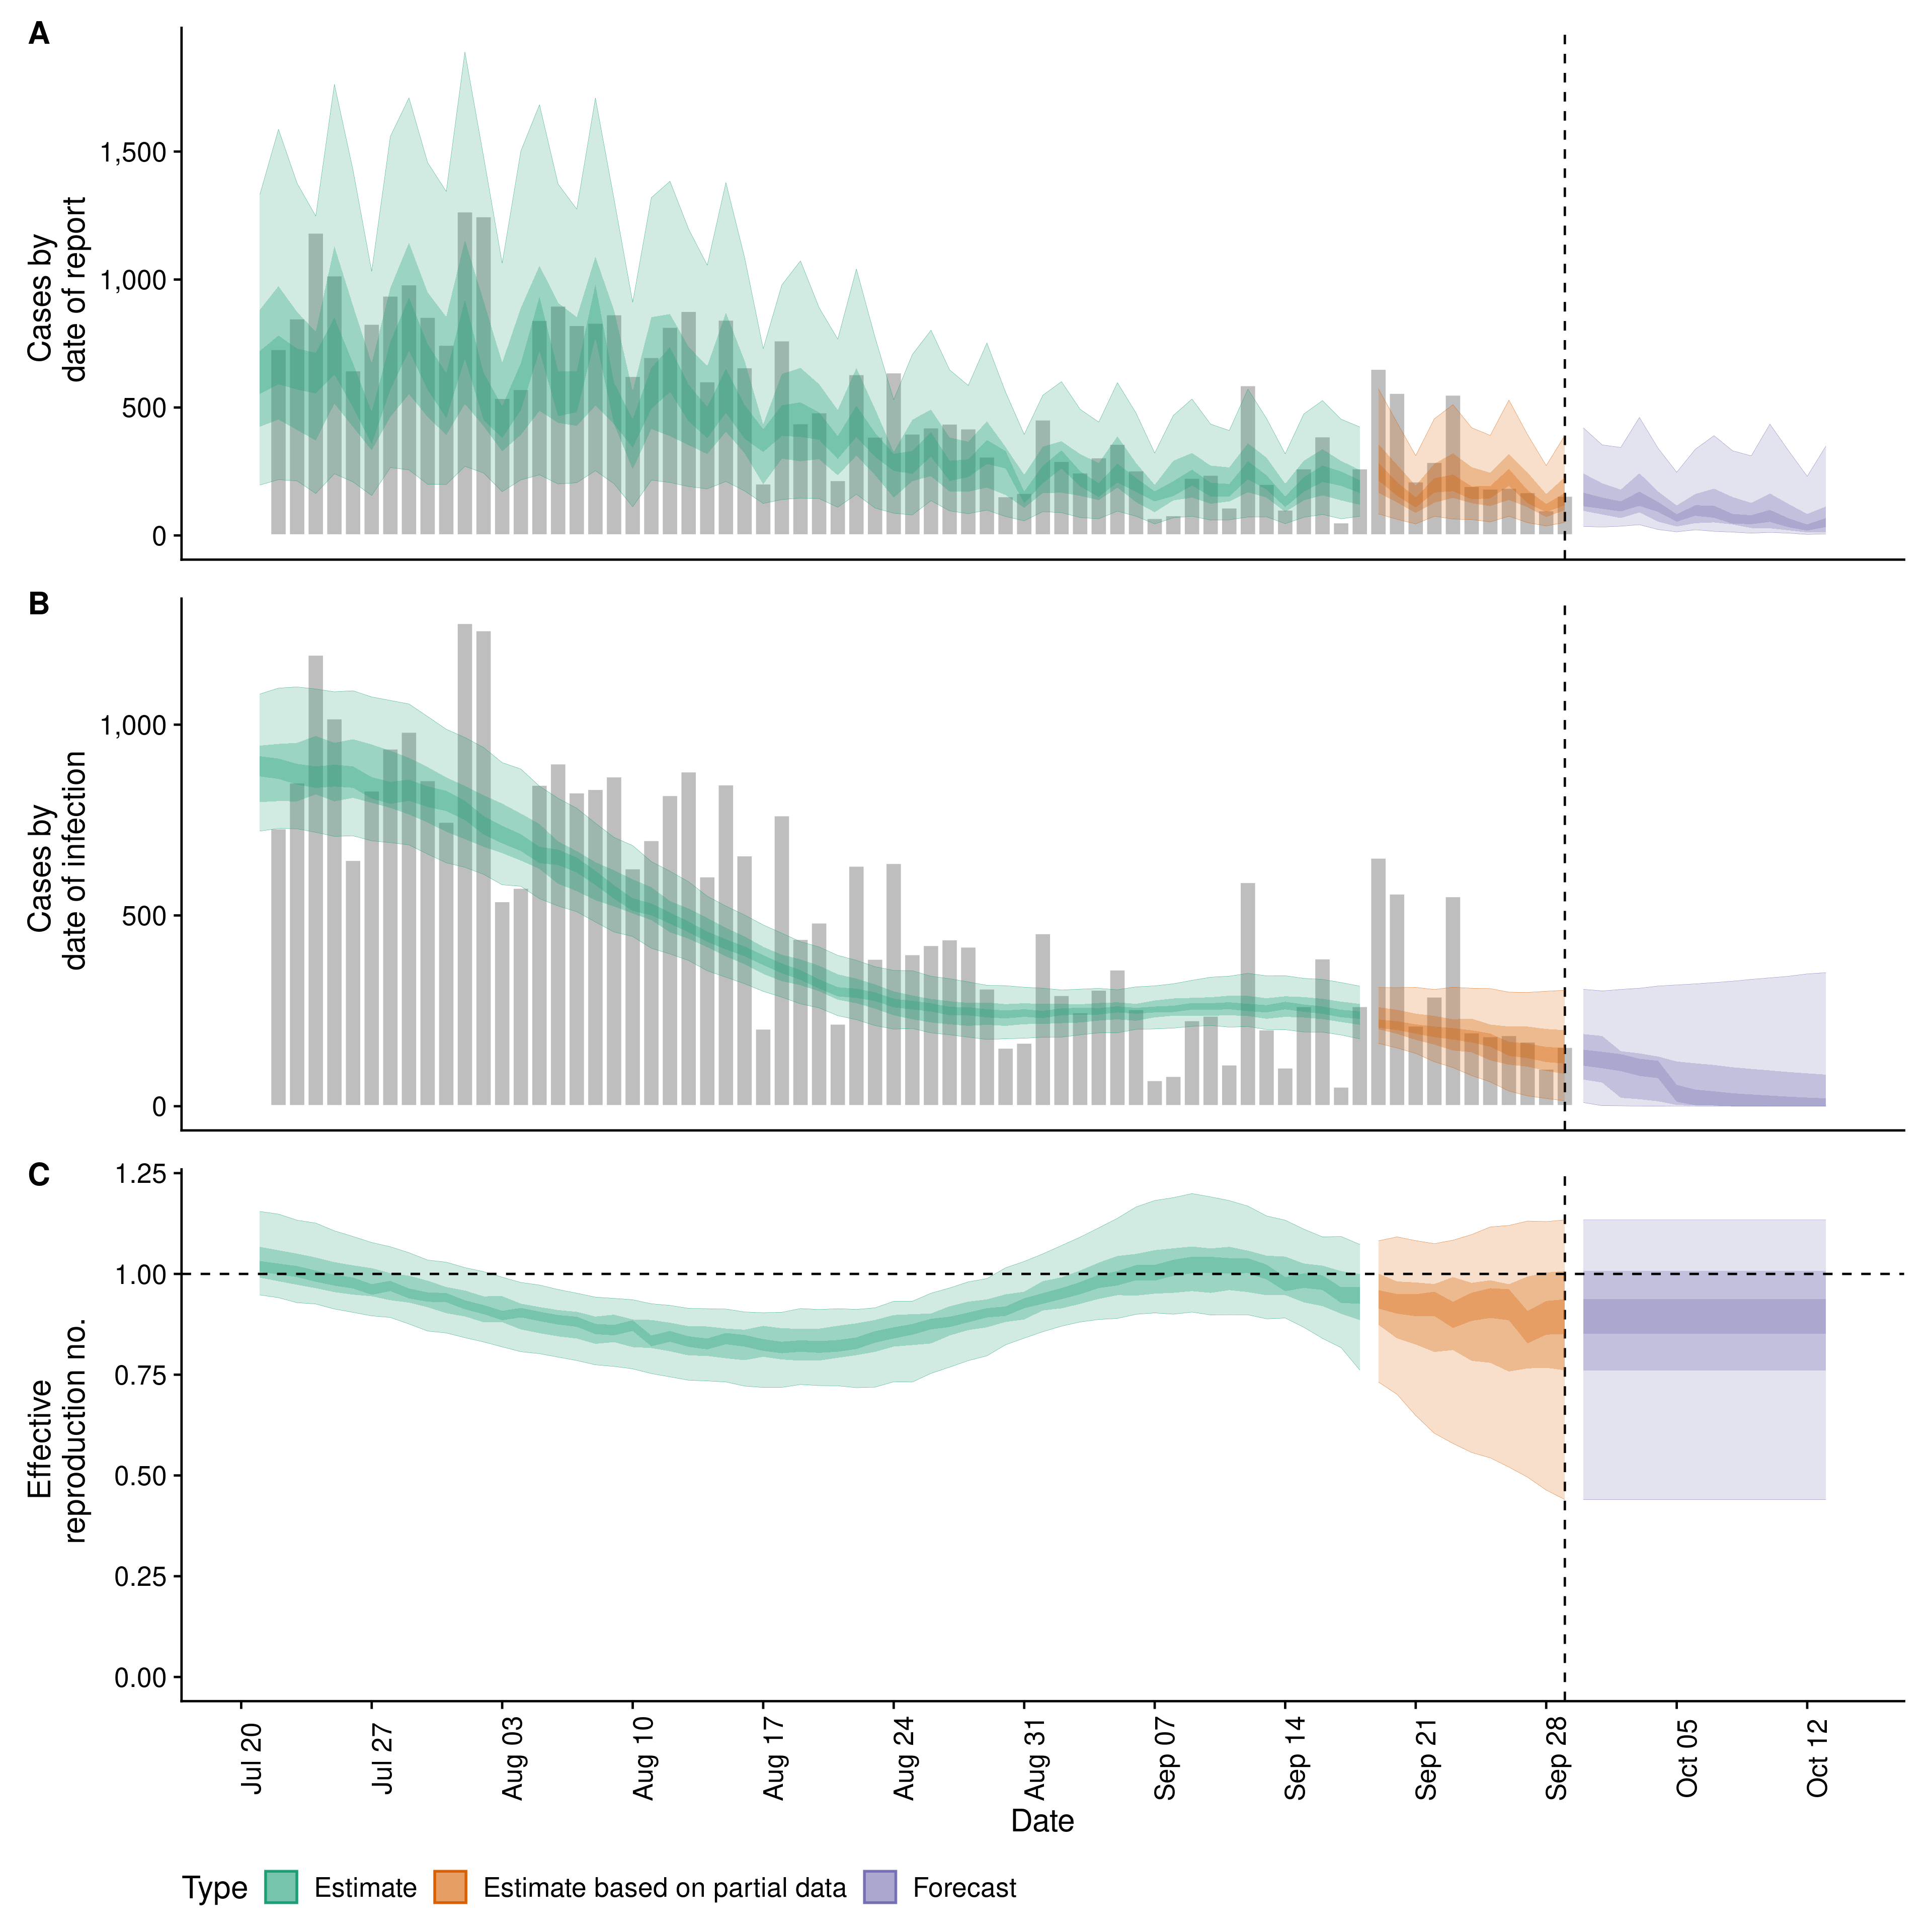 A
Cases by
date of report
1,500
1,000
500
0
B
Cases by
date of infection
1,000
500
0
C
Effective
reproduction no.
1.25
1.00
0.75
0.50
0.25
0.00
Jul 20
Jul 27
Aug 03
Aug 10
Aug 17
Aug 24
Aug 31
Sep 07
Sep 14
Sep 21
Sep 28
Oct 05
Oct 12
Date
Type Estimate Estimate based on partial data Forecast